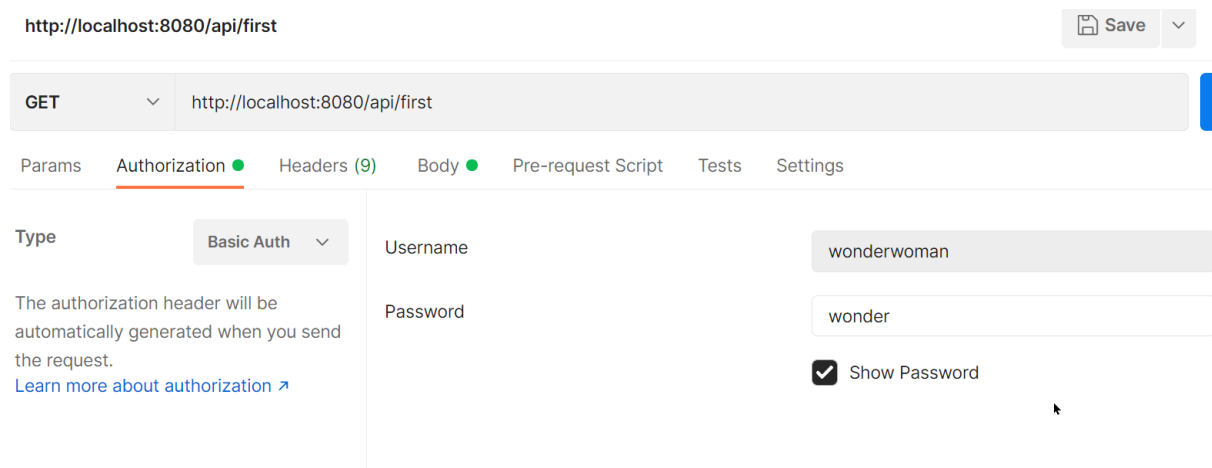 http://localhost:8080/api/first
Save
GET
http://localhost:8080/api/first
Params
Authorization
Headers (9)
Body
Pre-request Script
Tests
Settings
Type
Basic Auth
The authorization header will be
automatically generated when you send
the request.
Learn more about authorization ↗
Username
wonderwoman
Password
wonder
Show Password